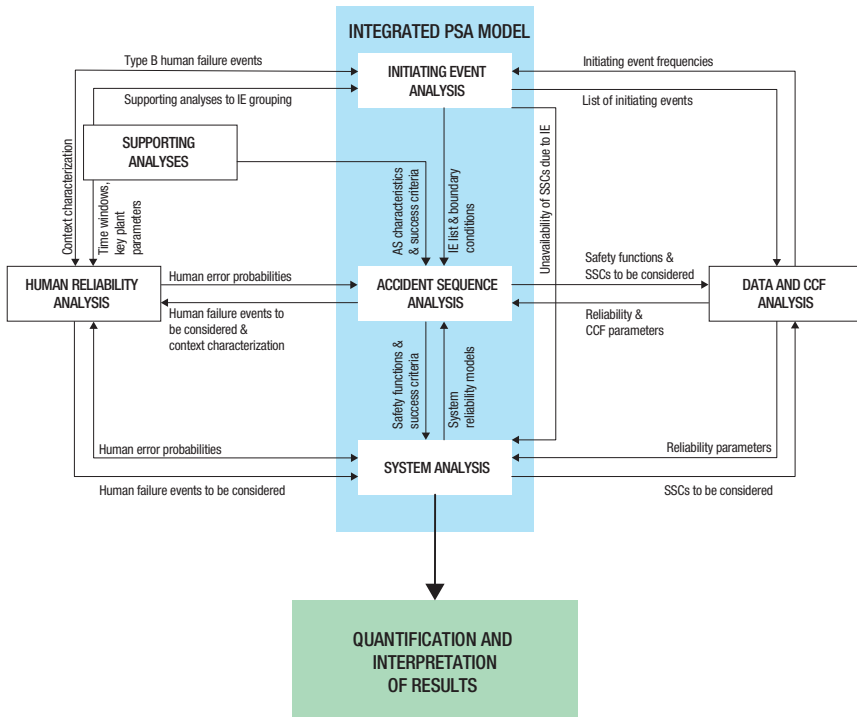 INTEGRATED PSA MODEL
Type B human failure events
INITIATING EVENT
ANALYSIS
Initiating event frequencies
Supporting analyses to IE grouping
List of initiating events
SUPPORTING
ANALYSES
Context characterization
Time windows,
key plant
parameters
AS characteristics
& success criteria
IE list & boundary
conditions
Unavailability of SSCs due to IE
HUMAN RELIABILITY
ANALYSIS
Human error probabilities
Human failure events to
be considered &
context characterization
ACCIDENT SEQUENCE
ANALYSIS
Safety functions &
SSCs to be considered
Reliability &
CCF parameters
DATA AND CCF
ANALYSIS
Safety functions &
success criteria
System
reliability models
Human error probabilities
Human failure events to be considered
SYSTEM ANALYSIS
Reliability parameters
SSCs to be considered
QUANTIFICATION AND
INTERPRETATION
OF RESULTS